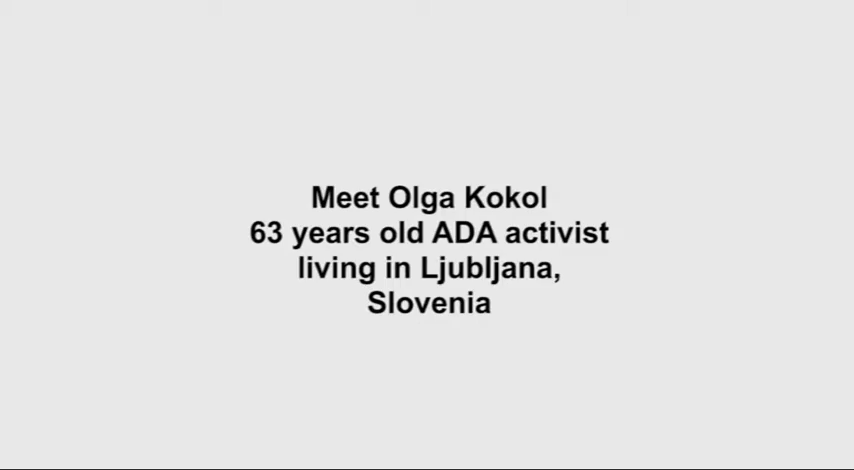 Meet Olga Kokol
63 years old ADA activist
living in Ljubljana,
Slovenia